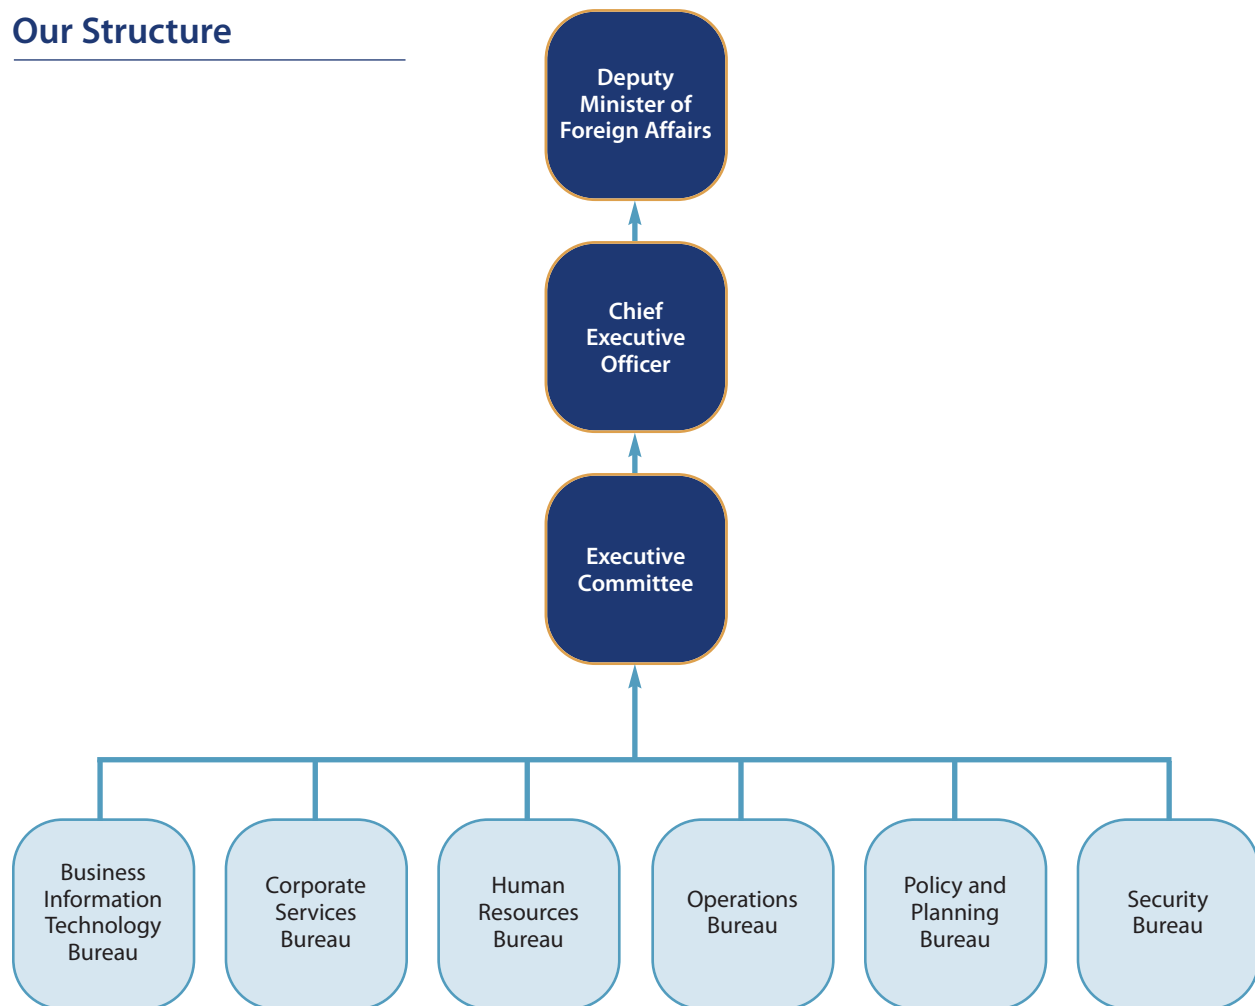 Our Structure
Deputy
Minister of
Foreign Affairs
Chief
Executive
Officer
Executive
Committee
Business
Information
Technology
Bureau
Corporate
Services
Bureau
Human
Resources
Bureau
Operations
Bureau
Policy and
Planning
Bureau
Security
Bureau